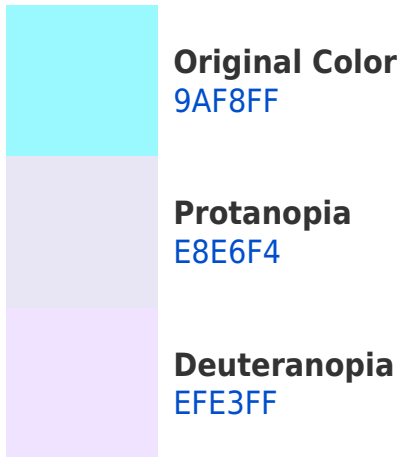 Original Color
9AF8FF
Protanopia
E8E6F4
Deuteranopia
EFE3FF